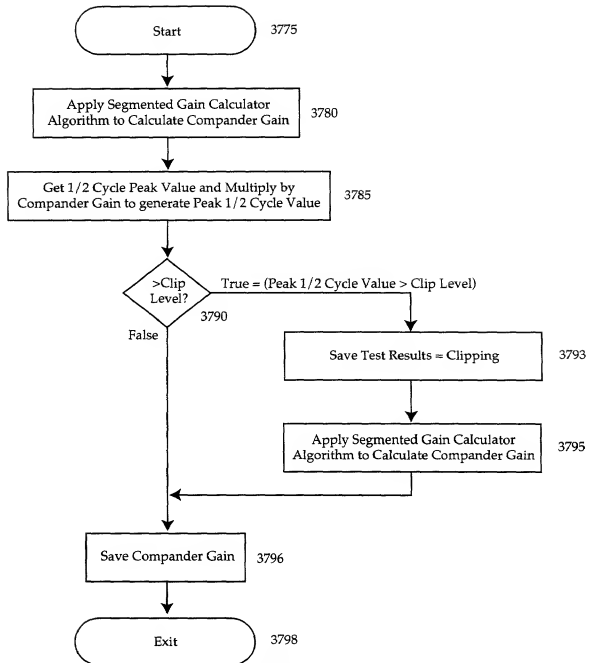 Start
3775
Apply Segmented Gain Calculator
Algorithm to Calculate Compander Gain
3780
Get 1/2 Cycle Peak Value and Multiply by
Compander Gain to generate Peak 1/2 Cycle Value
3785
>Clip
Level?
3790
True = (Peak 1/2 Cycle Value > Clip Level)
False
Save Test Results = Clipping
3793
Apply Segmented Gain Calculator
Algorithm to Calculate Compander Gain
3795
Save Compander Gain
3796
Exit
3798